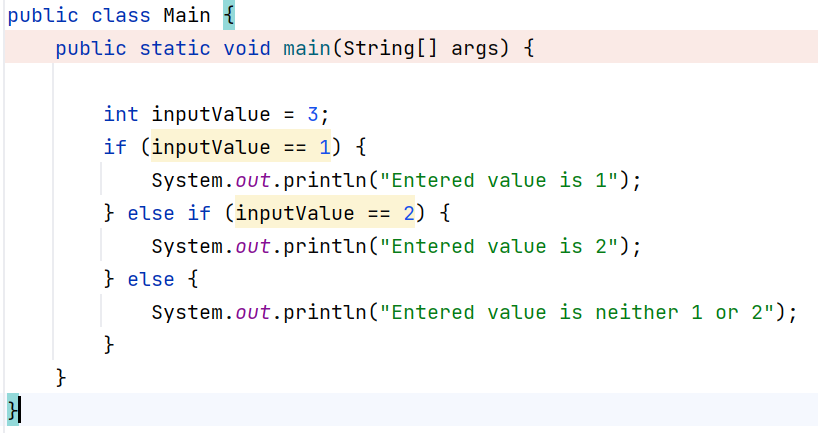 public class Main {
    public static void main(String[] args) {

        int inputValue = 3;
        if (inputValue == 1) {
            System.out.println("Entered value is 1");
        } else if (inputValue == 2) {
            System.out.println("Entered value is 2");
        } else {
            System.out.println("Entered value is neither 1 or 2");
        }
    }
}